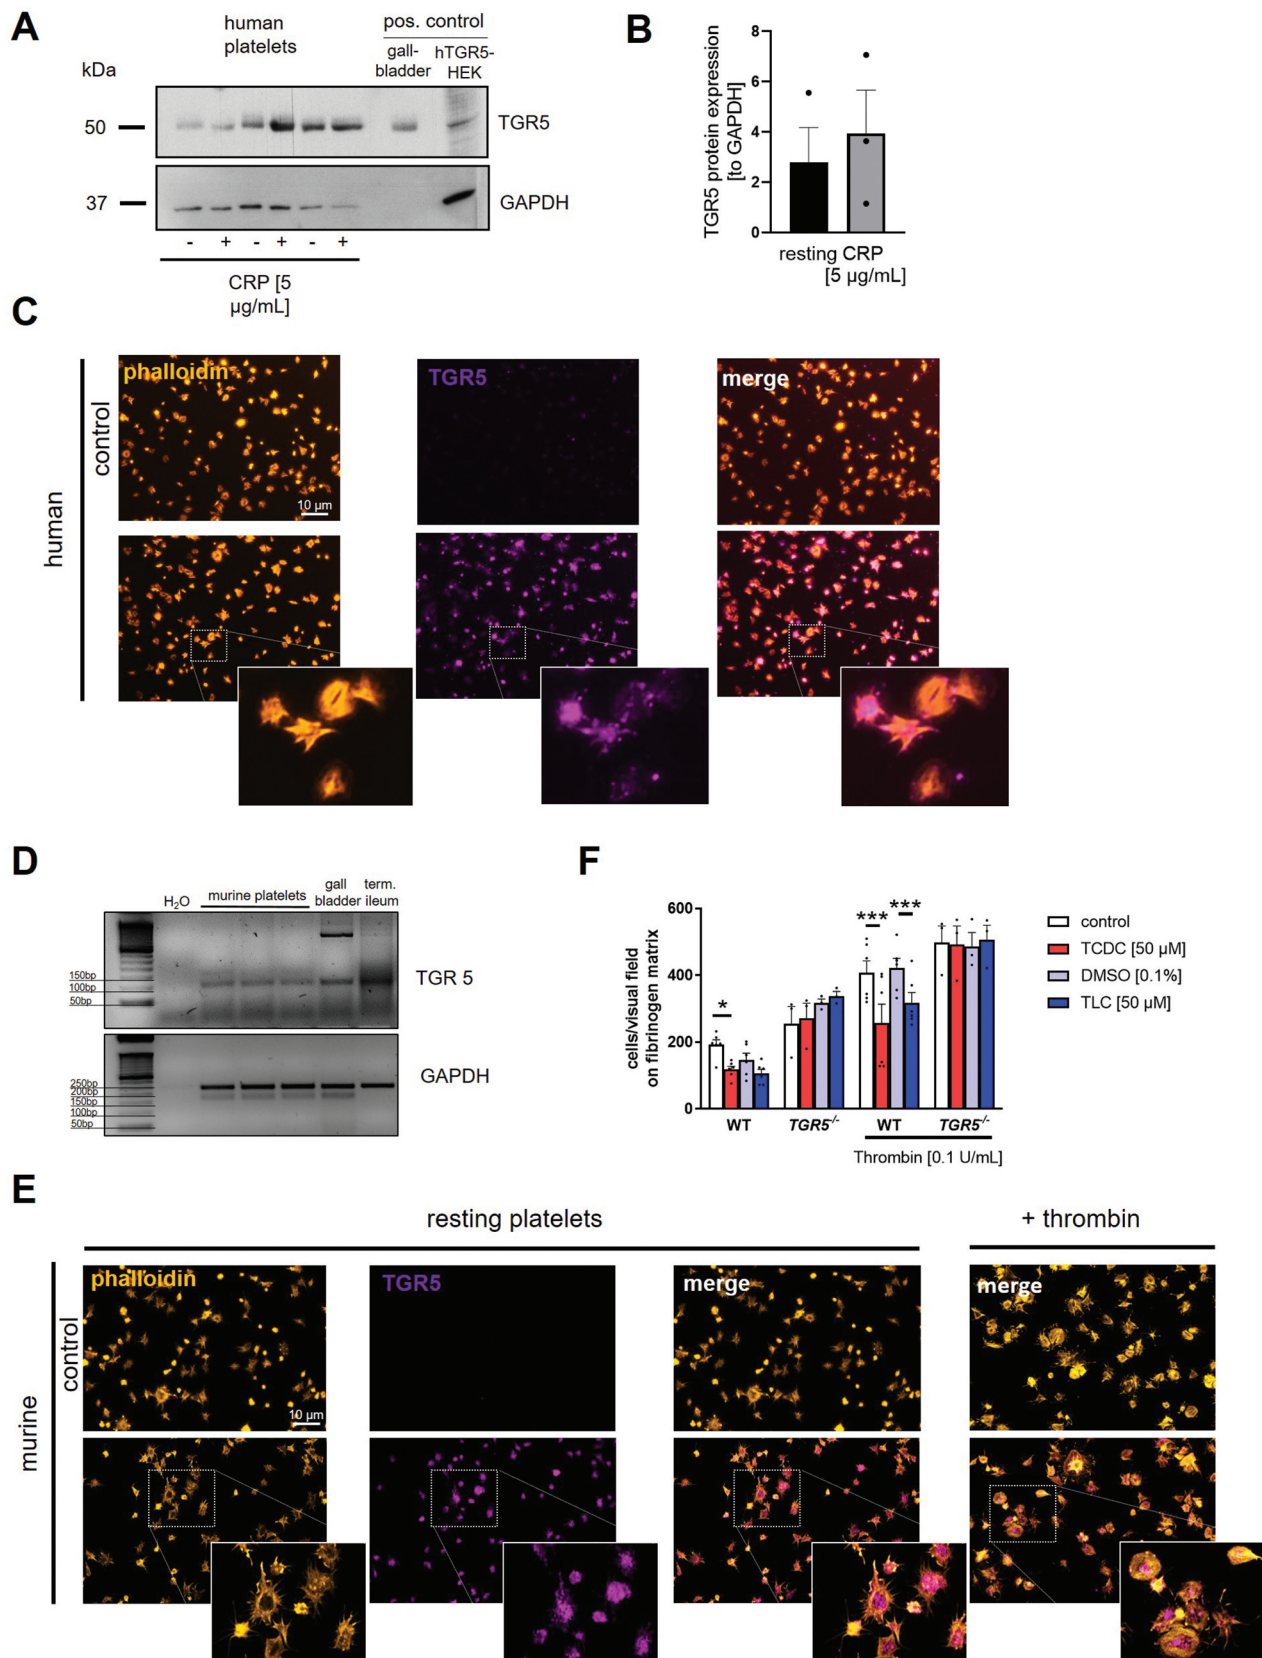 A
human
platelets
pos. control
gall-
bladder
hTGR5-
HEK
kDa
50
TGR5
37
GAPDH
- + - + - +
CRP [5
µg/mL]
B
TGR5 protein expression
[to GAPDH]
8
6
4
2
0
resting CRP
[5 µg/mL]
C
human
control
phalloidin
TGR5
merge
10 µm
D
H2O
murine platelets
gall
bladder
term.
ileum
150bp
100bp
50bp
TGR 5
250bp
200bp
150bp
100bp
50bp
GAPDH
F
cells/visual field
on fibrinogen matrix
600
400
200
0
*
***
***
WT
TGR5-/-
WT
TGR5-/-
Thrombin [0.1 U/mL]
control
TCDC [50 µM]
DMSO [0.1%]
TLC [50 µM]
E
resting platelets
+ thrombin
murine
control
phalloidin
TGR5
merge
merge
10 µm